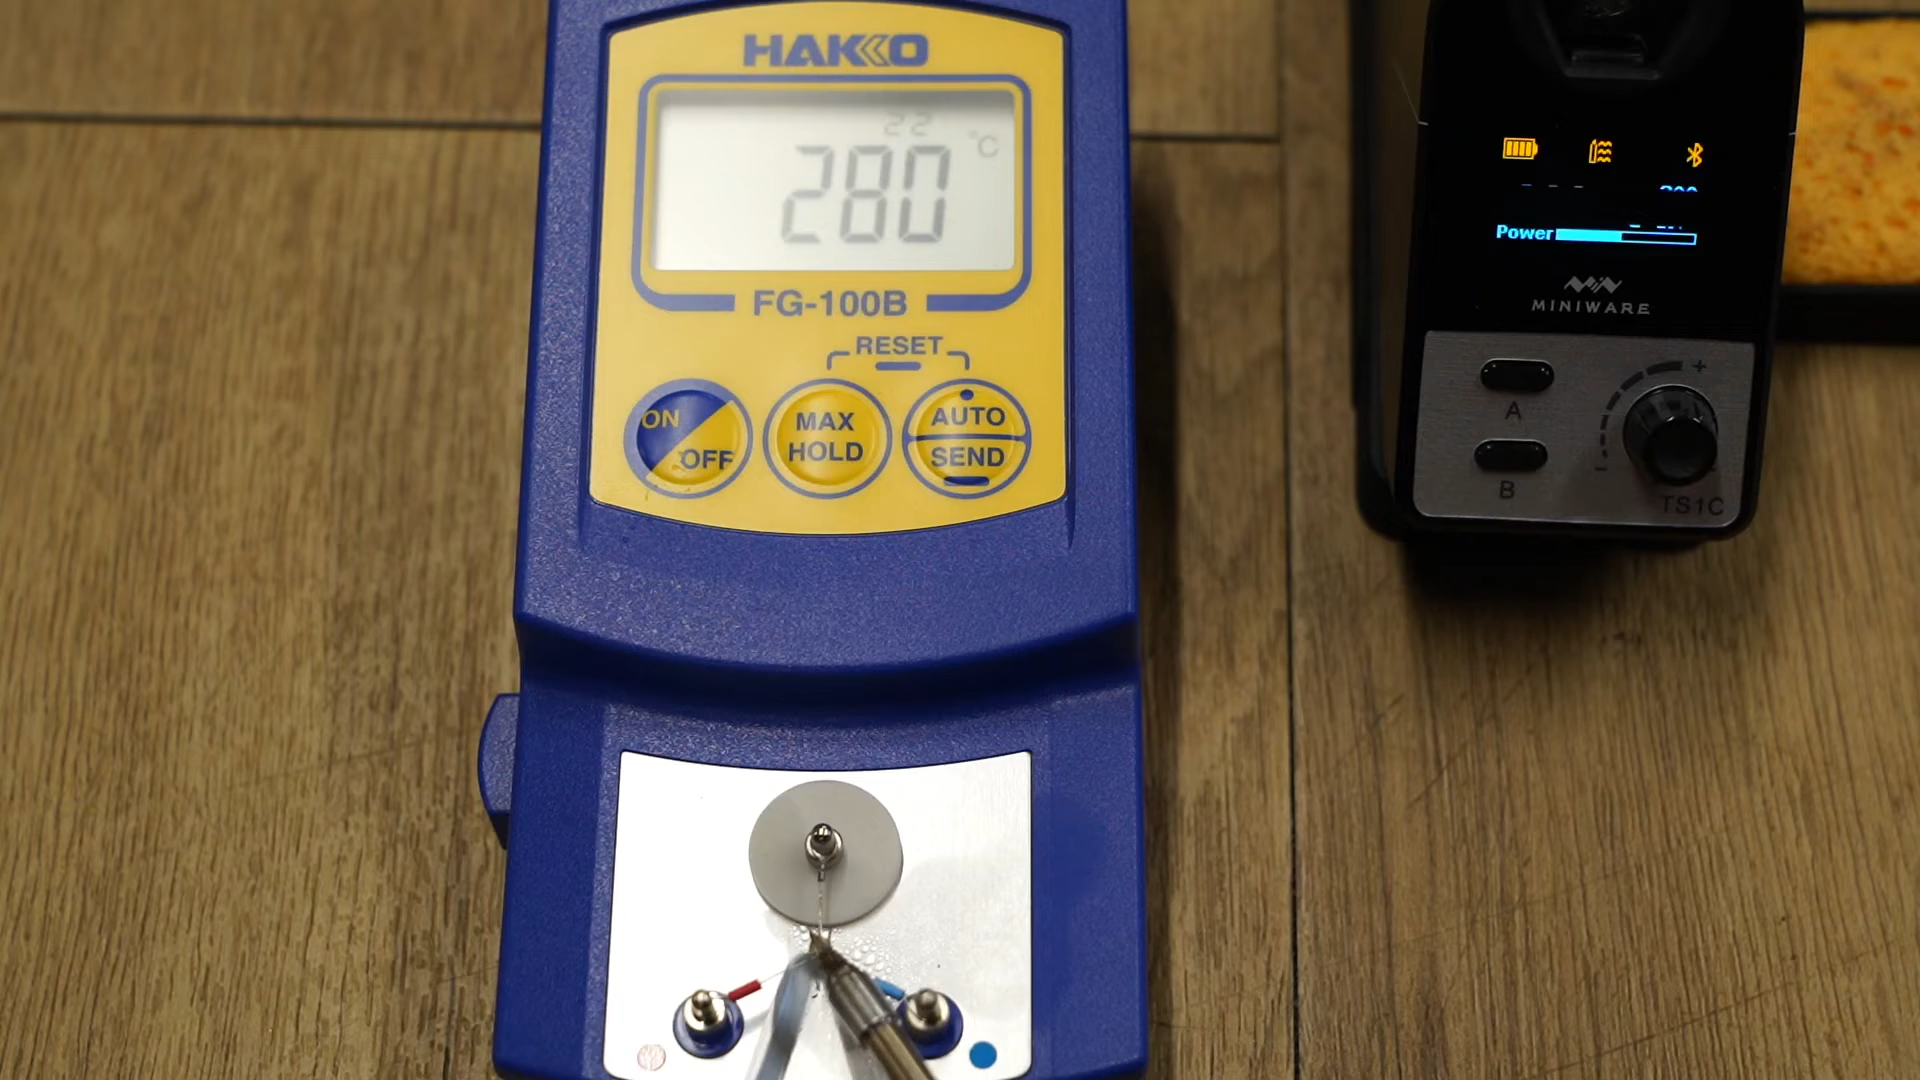 HAKKO
22
°C
280
FG-100B
RESET
ON
OFF
MAX
HOLD
AUTO
SEND
Power
MINIWARE
+
A
-
B
TS1C